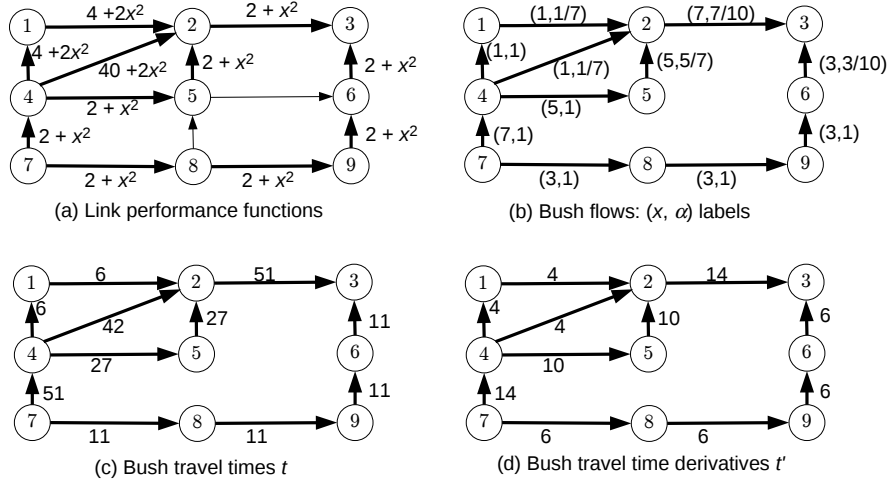 1 4 +2x² 2 2 + x² 3
4 +2x² 40 +2x² 2 + x² 2 + x²
4 2 + x² 5 6
2 + x² 2 + x²
7 2 + x² 8 2 + x² 9
(a) Link performance functions
1 (1,1/7) 2 (7,7/10) 3
(1,1) (1,1/7) (5,5/7) (3,3/10)
4 (5,1) 5 6
(7,1) (3,1)
7 (3,1) 8 (3,1) 9
(b) Bush flows: (x, α) labels
1 6 2 51 3
6 42 27 11
4 27 5 6
51 11
7 11 8 11 9
(c) Bush travel times t
1 4 2 14 3
4 4 10 6
4 10 5 6
14 6
7 6 8 6 9
(d) Bush travel time derivatives t'